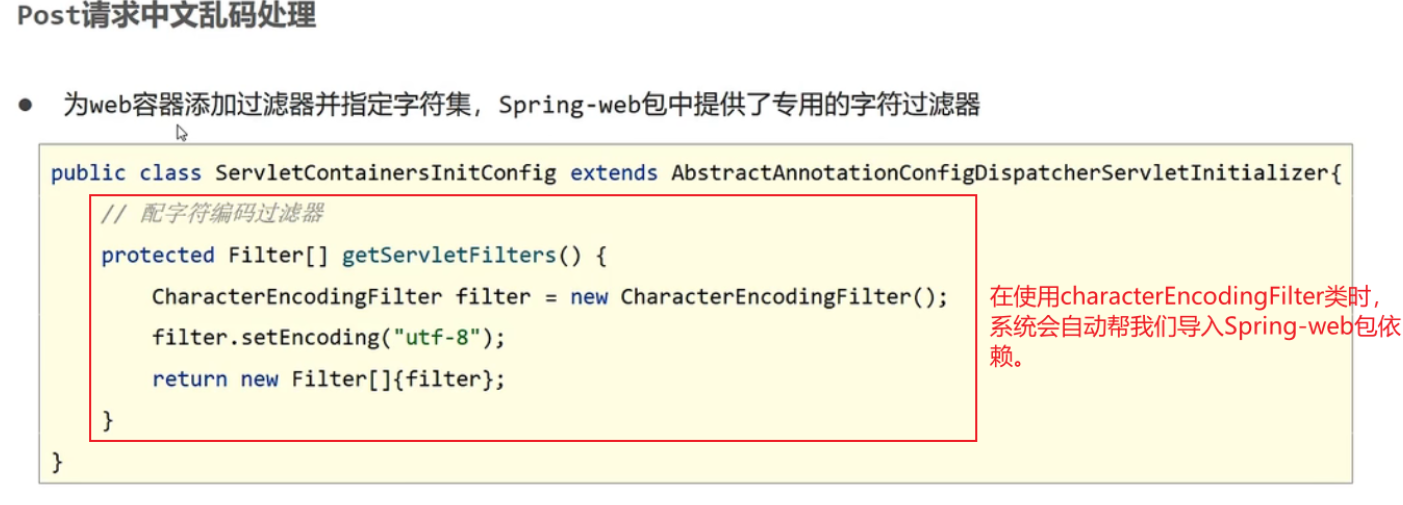 Post请求中文乱码处理
● 为web容器添加过滤器并指定字符集，Spring-web包中提供了专用的字符过滤器
public class ServletContainersInitConfig extends AbstractAnnotationConfigDispatcherServletInitializer{
// 配字符编码过滤器
protected Filter[] getServletFilters() {
CharacterEncodingFilter filter = new CharacterEncodingFilter();
filter.setEncoding("utf-8");
return new Filter[]{filter};
}
}
在使用characterEncodingFilter类时，
系统会自动帮我们导入Spring-web包依
赖。